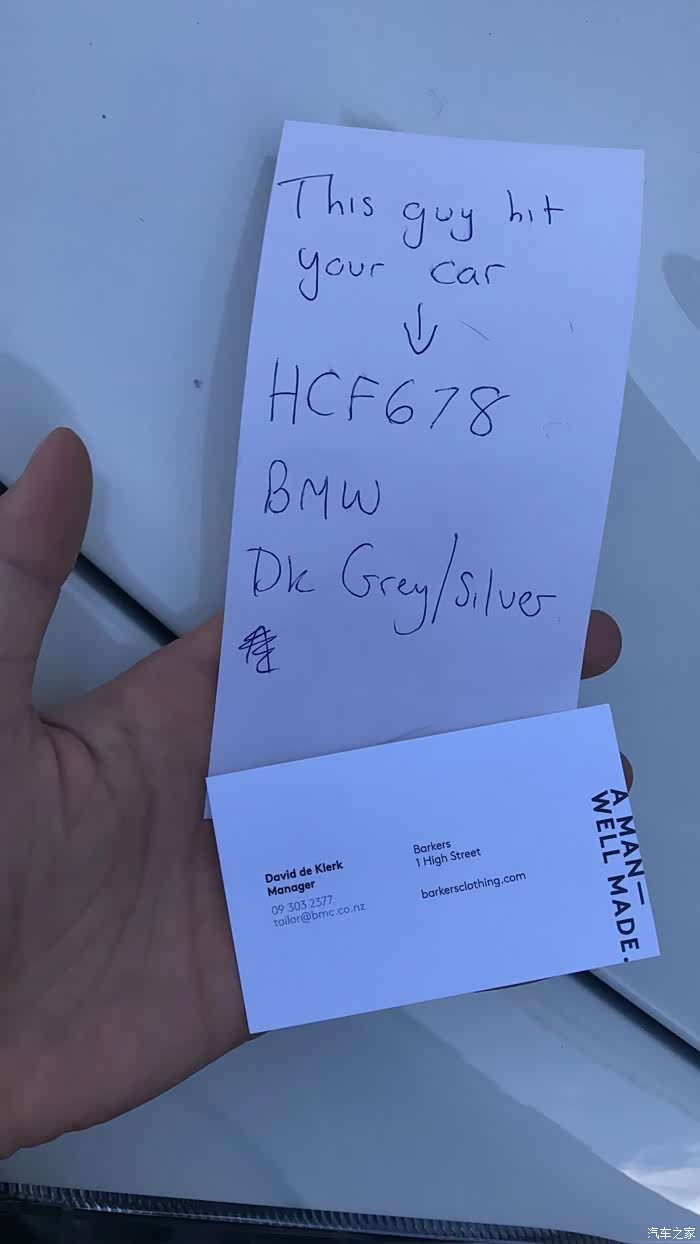 This guy hit
your car
↓
HCF678
BMW
Dk Grey/Silver
David de Klerk
Manager
09 303 2377
tailor@bmc.co.nz
Barkers
1 High Street
barkersclothing.com
A MAN—
WELL MADE.
汽车之家